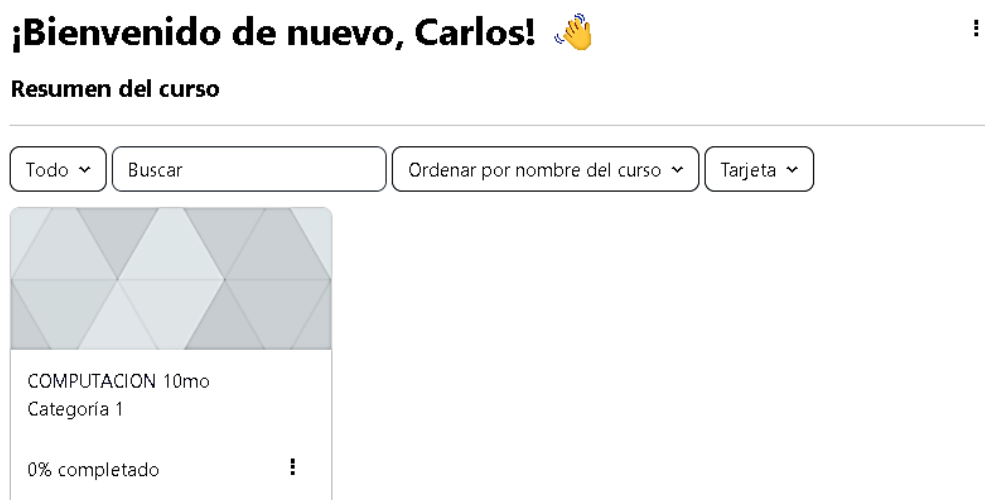 ¡Bienvenido de nuevo, Carlos! 👋
Resumen del curso
Todo Buscar Ordenar por nombre del curso Tarjeta
COMPUTACION 10mo
Categoría 1
0% completado